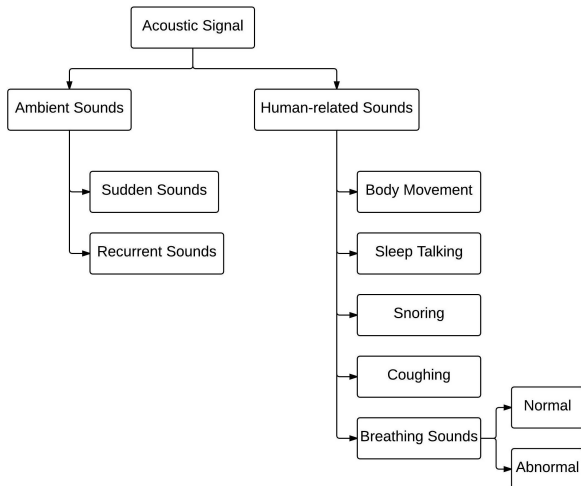 Acoustic Signal
Ambient Sounds
Human-related Sounds
Sudden Sounds
Recurrent Sounds
Body Movement
Sleep Talking
Snoring
Coughing
Breathing Sounds
Normal
Abnormal